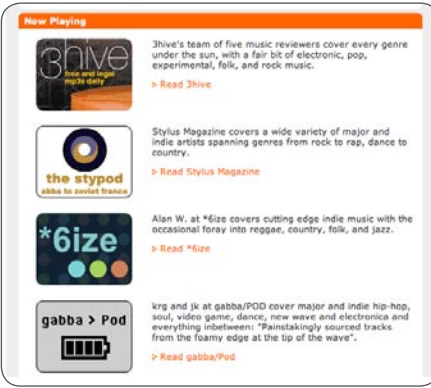 Now Playing
3hive
free and legal
mp3s daily
3hive's team of five music reviewers cover every genre
under the sun, with a fair bit of electronic, pop,
experimental, folk, and rock music.
Read 3hive
the stypod
abba to zoviet france
Stylus Magazine covers a wide variety of major and
indie artists spanning genres from rock to rap, dance to
country.
Read Stylus Magazine
*6ize
Alan W. at *6ize covers cutting edge indie music with the
occasional foray into reggae, country, folk, and jazz.
Read *6ize
gabba > Pod
krg and jk at gabba/POD cover major and indie hip-hop,
soul, video game, dance, new wave and electronica and
everything inbetween: "Painstakingly sourced tracks
from the foamy edge at the tip of the wave".
Read gabba/Pod